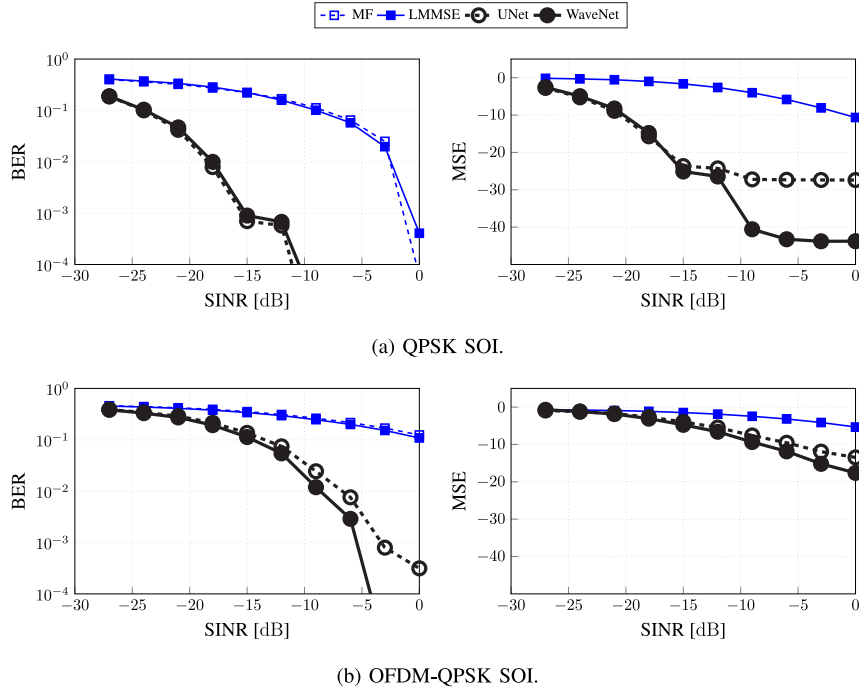 MF LMMSE UNet WaveNet
10^0
10^−1
10^−2
10^−3
10^−4
BER
−30 −25 −20 −15 −10 −5 0
SINR [dB]
0
−10
−20
−30
−40
MSE
−30 −25 −20 −15 −10 −5 0
SINR [dB]
(a) QPSK SOI.
10^0
10^−1
10^−2
10^−3
10^−4
BER
−30 −25 −20 −15 −10 −5 0
SINR [dB]
0
−10
−20
−30
−40
MSE
−30 −25 −20 −15 −10 −5 0
SINR [dB]
(b) OFDM-QPSK SOI.